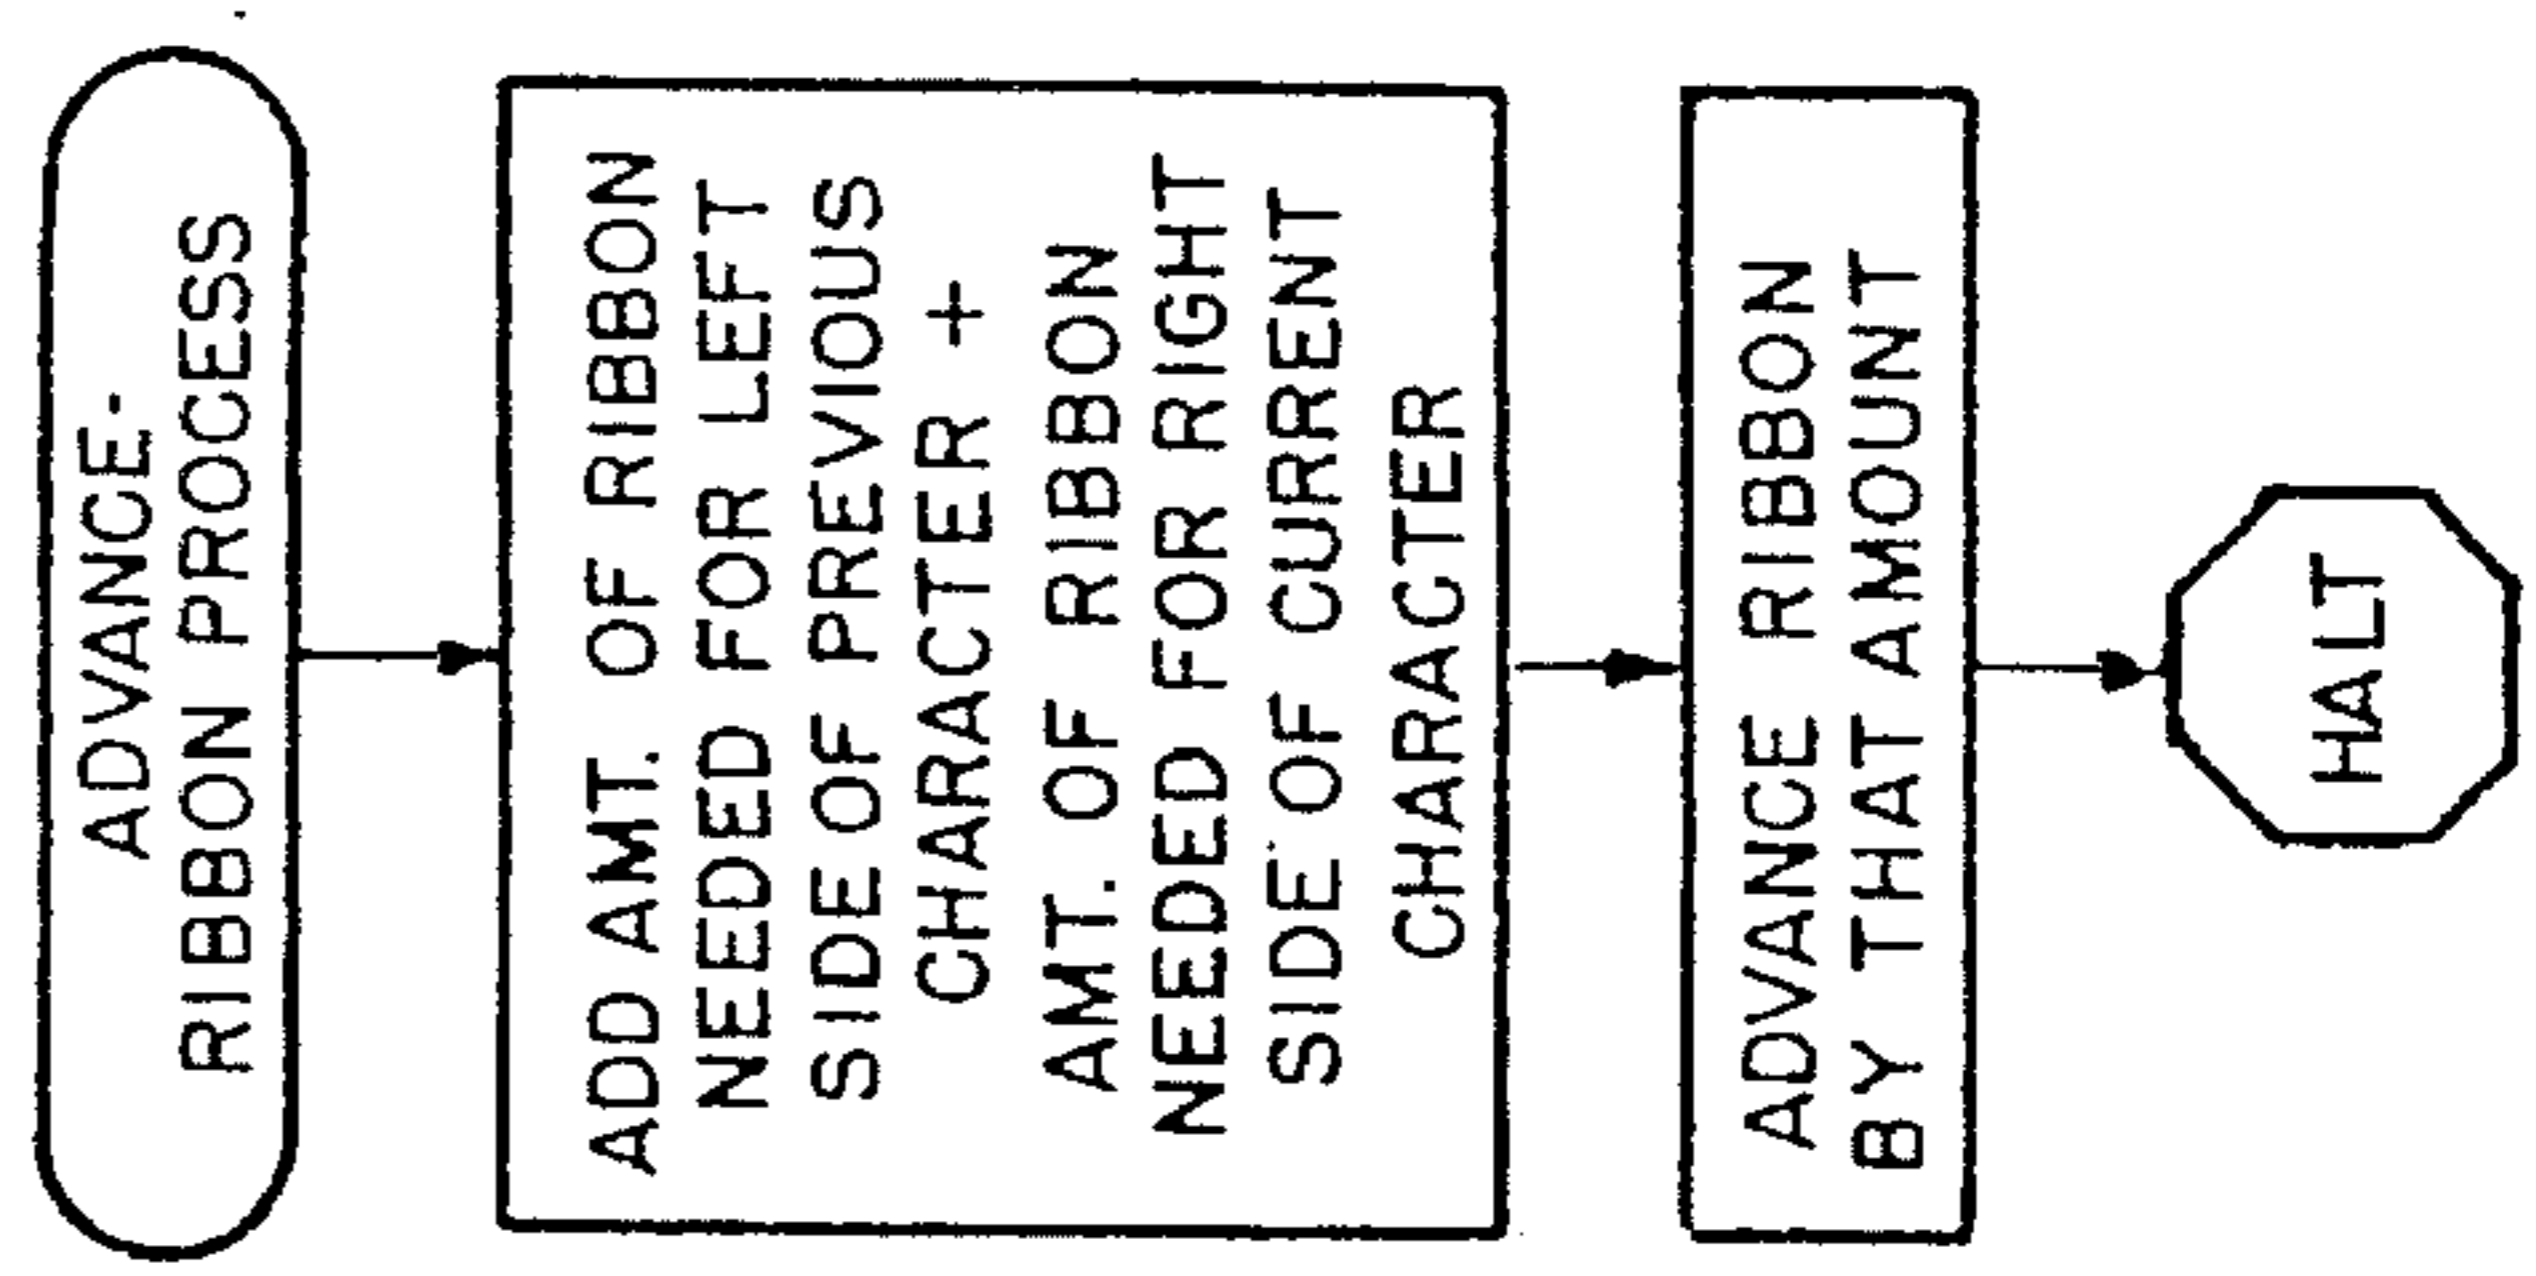 ADVANCE-
RIBBON PROCESS
ADD AMT. OF RIBBON
NEEDED FOR LEFT
SIDE OF PREVIOUS
CHARACTER +
AMT. OF RIBBON
NEEDED FOR RIGHT
SIDE OF CURRENT
CHARACTER
ADVANCE RIBBON
BY THAT AMOUNT
HALT